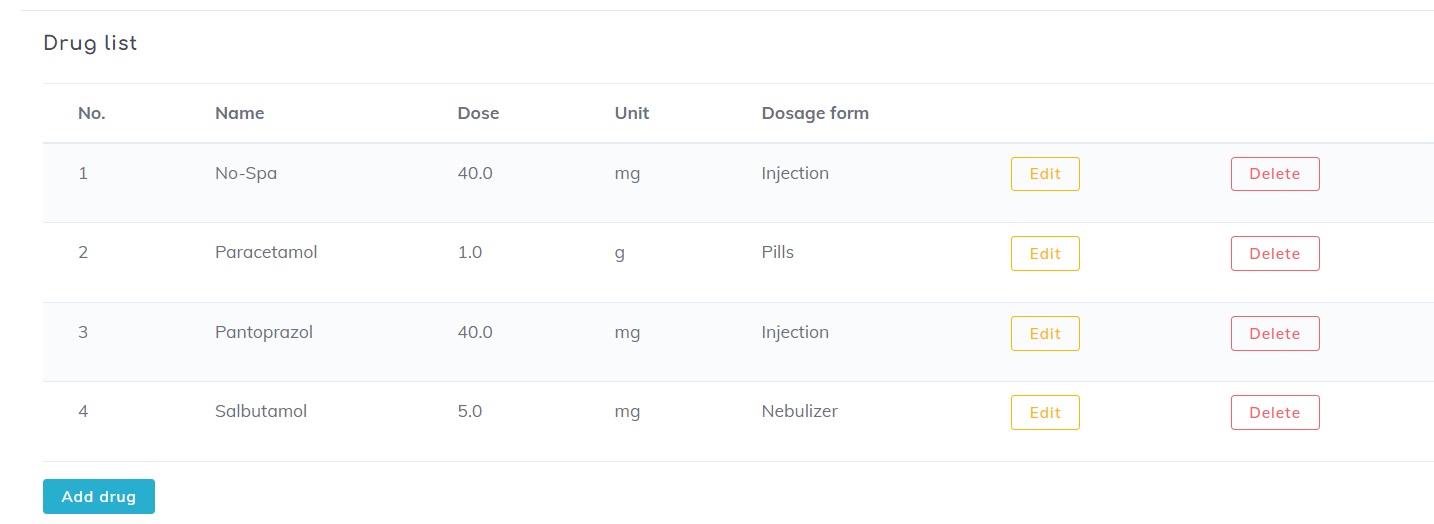 Drug list
No. Name Dose Unit Dosage form
1 No-Spa 40.0 mg Injection Edit Delete
2 Paracetamol 1.0 g Pills Edit Delete
3 Pantoprazol 40.0 mg Injection Edit Delete
4 Salbutamol 5.0 mg Nebulizer Edit Delete
Add drug